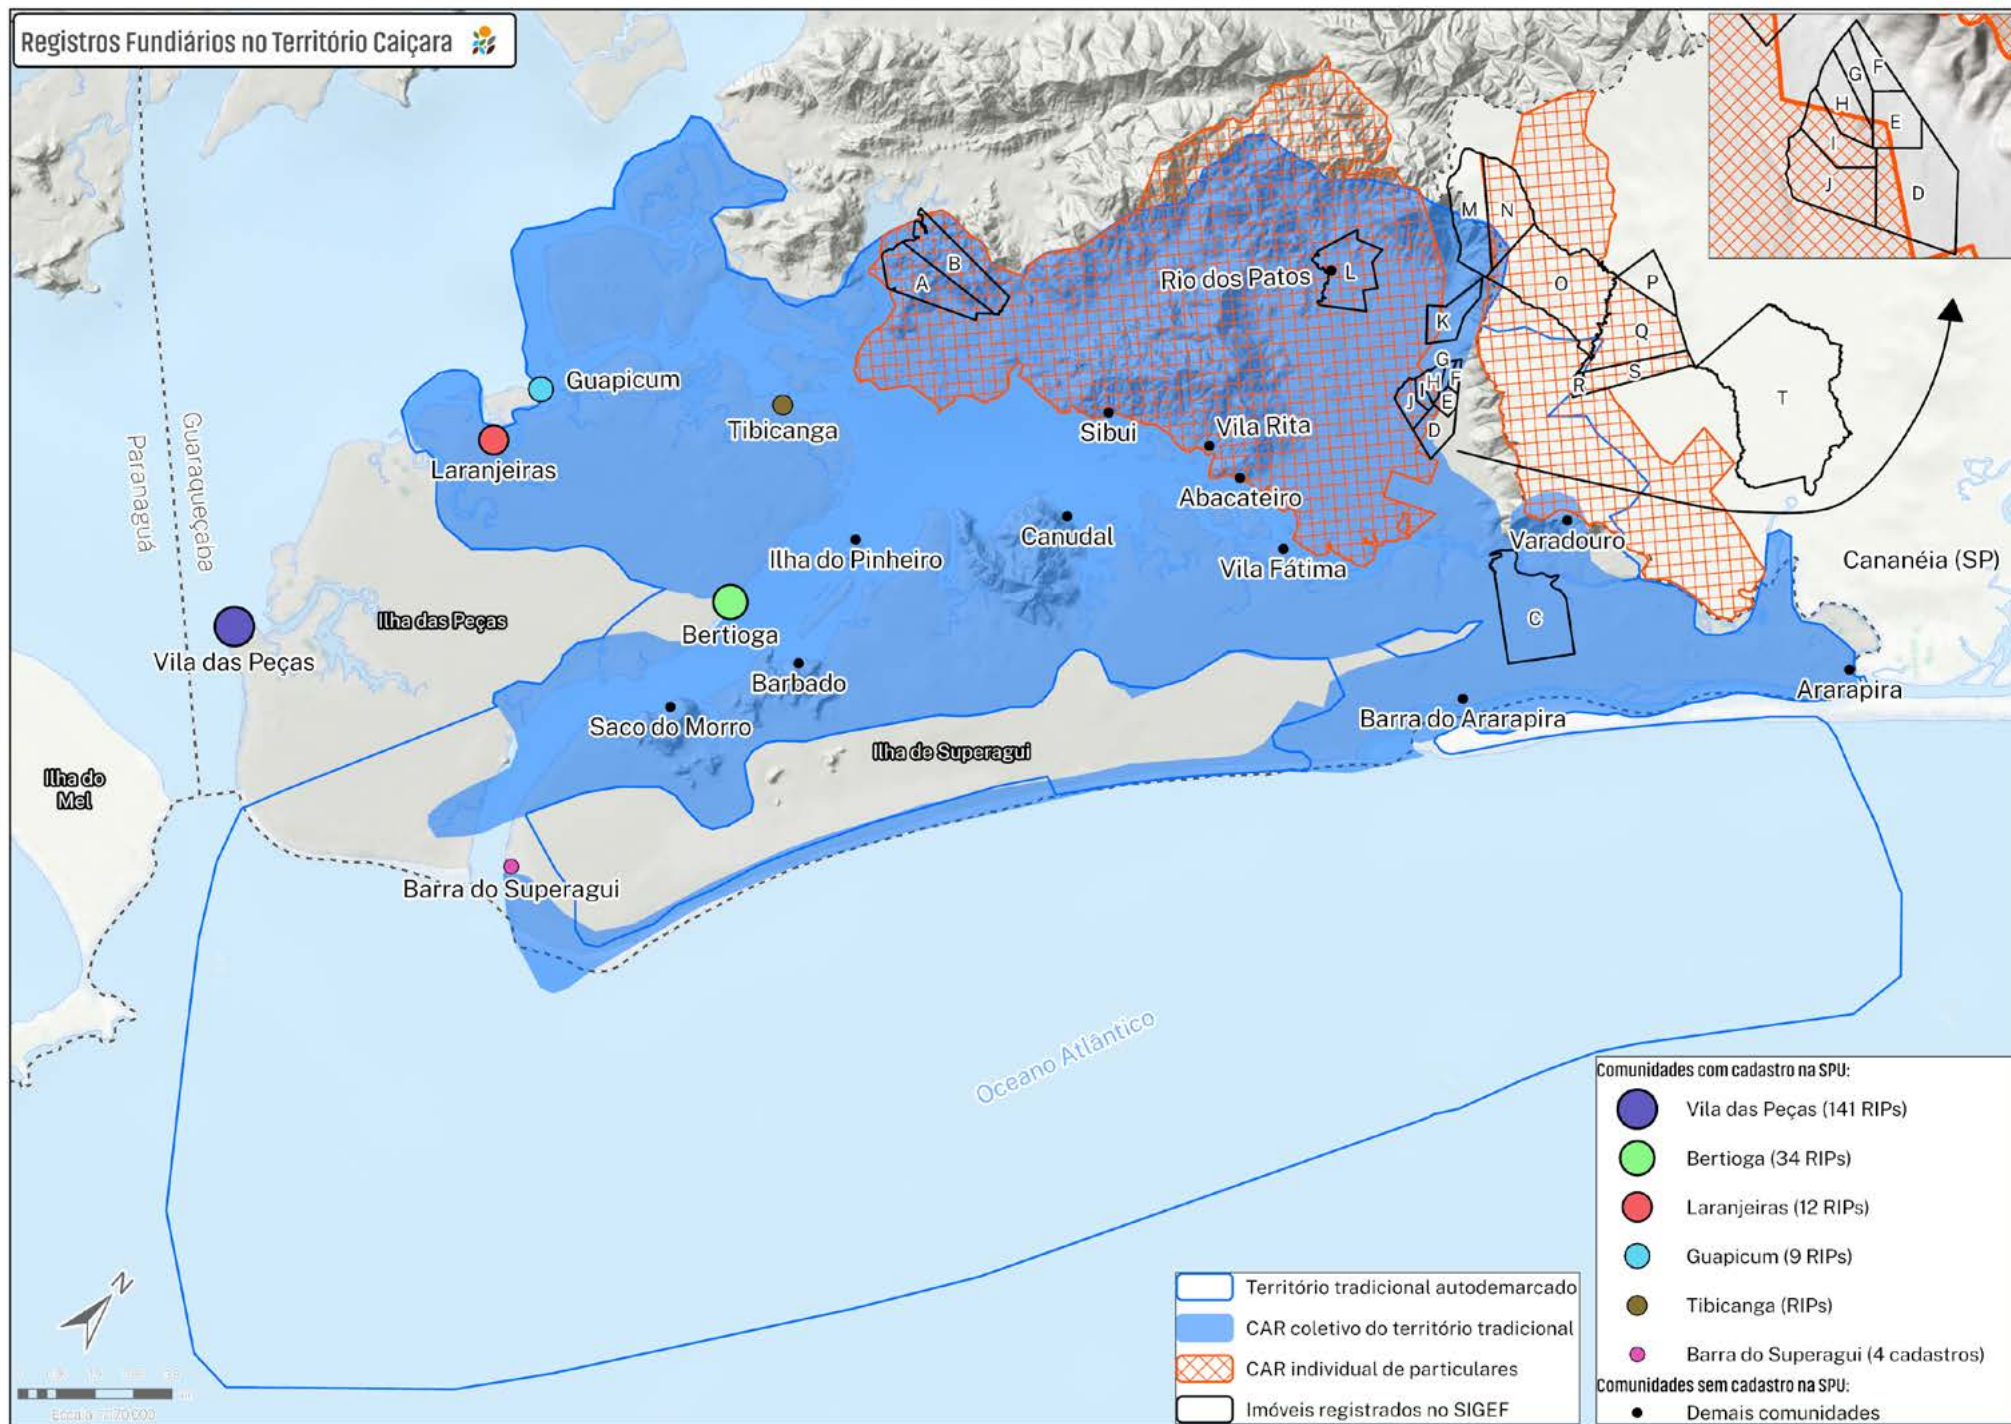 Registros Fundiários no Território Caiçara
G
F
H
E
I
J
D
M
N
B
A
Rio dos Patos
L
O
P
K
Q
G
F
H
I
J
E
D
R
S
T
Guapicum
Tibicanga
Sibui
Vila Rita
Laranjeiras
Abacateiro
Paranaguá
Guaraqueçaba
Canudal
Ilha do Pinheiro
Vila Fátima
Varadouro
Cananéia (SP)
Ilha das Peças
Bertioga
C
Vila das Peças
Barbado
Ararapira
Saco do Morro
Barra do Ararapira
Ilha de Superagui
Ilha do
Mel
Barra do Superagui
Oceano Atlântico
N
Território tradicional autodemarcado
CAR coletivo do território tradicional
CAR individual de particulares
Imóveis registrados no SIGEF
Comunidades com cadastro na SPU:
Vila das Peças (141 RIPs)
Bertioga (34 RIPs)
Laranjeiras (12 RIPs)
Guapicum (9 RIPs)
Tibicanga (RIPs)
Barra do Superagui (4 cadastros)
Comunidades sem cadastro na SPU:
Demais comunidades